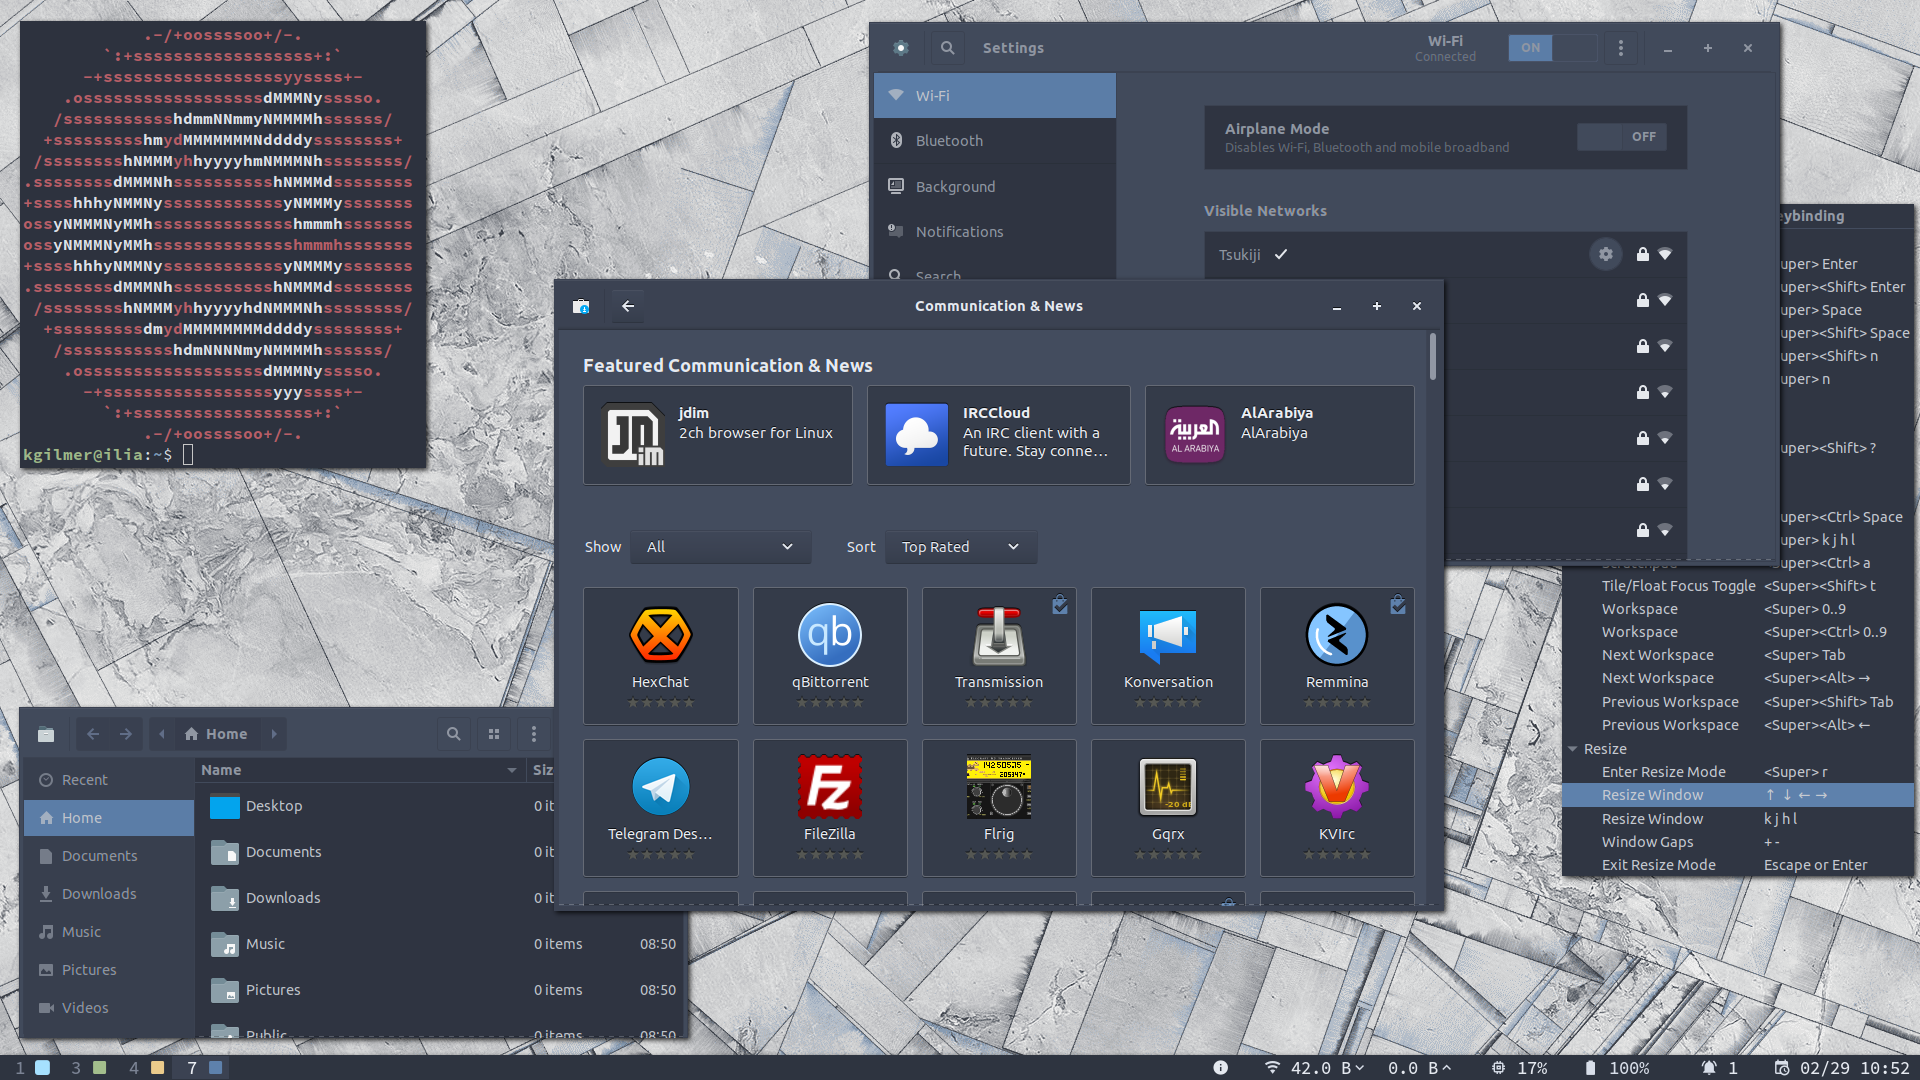 .-/+oossssoo+/-.
`:+ssssssssssssssssss+:`
-+ssssssssssssssssssyyssss+-
.ossssssssssssssssssdMMMNysssso.
/ssssssssssshdmmNNmmyNMMMMhssssss/
+ssssssssshmydMMMMMMMNddddyssssssss+
/sssssssshNMMMyhhyyyyhmNMMMNhssssssss/
.ssssssssdMMMNhsssssssssshNMMMdssssssss
+sssshhhyNMMNyssssssssssssyNMMMysssssss
ossyNMMMNyMMhsssssssssssssshmmmhsssssss
ossyNMMMNyMMhsssssssssssssshmmmhsssssss
+sssshhhyNMMNyssssssssssssyNMMMysssssss
.ssssssssdMMMNhsssssssssshNMMMdssssssss
/sssssssshNMMMyhhyyyyhdNMMMNhssssssss/
+sssssssssdmydMMMMMMMMddddyssssssss+
/ssssssssssshdmNNNNmyNMMMMhssssss/
.ossssssssssssssssssdMMMNysssso.
-+sssssssssssssssssyyyssss+-
`:+ssssssssssssssssss+:`
.-/+oossssoo+/-.
kgilmer@ilia:~$
Settings
Wi-Fi
Connected
ON
Wi-Fi
Bluetooth
Background
Notifications
Search
Airplane Mode
Disables Wi-Fi, Bluetooth and mobile broadband
OFF
Visible Networks
Tsukiji ✓
Communication & News
Featured Communication & News
jdim
2ch browser for Linux
IRCCloud
An IRC client with a
future. Stay conne...
العربية
AL ARABIYA
AlArabiya
AlArabiya
Show All
Sort Top Rated
HexChat
qBittorrent
Transmission
Konversation
Remmina
Telegram Des...
FileZilla
Flrig
Gqrx
KVIrc
eybinding
uper> Enter
uper><Shift> Enter
uper> Space
uper><Shift> Space
uper><Shift> n
uper> n
uper><Shift> ?
uper><Ctrl> Space
uper> k j h l
uper><Ctrl> a
Tile/Float Focus Toggle <Super><Shift> t
Workspace <Super> 0..9
Workspace <Super><Ctrl> 0..9
Next Workspace <Super> Tab
Next Workspace <Super><Alt> →
Previous Workspace <Super><Shift> Tab
Previous Workspace <Super><Alt> ←
Resize
Enter Resize Mode <Super> r
Resize Window ↑ ↓ ← →
Resize Window k j h l
Window Gaps + -
Exit Resize Mode Escape or Enter
Home
Recent
Home
Documents
Downloads
Music
Pictures
Videos
Name Siz
Desktop 0 it
Documents 0 it
Downloads 0 it
Music 0 items 08:50
Pictures 0 items 08:50
Public 0 items 08:50
1 3 4 7
42.0 B 0.0 B 17% 100% 1 02/29 10:52